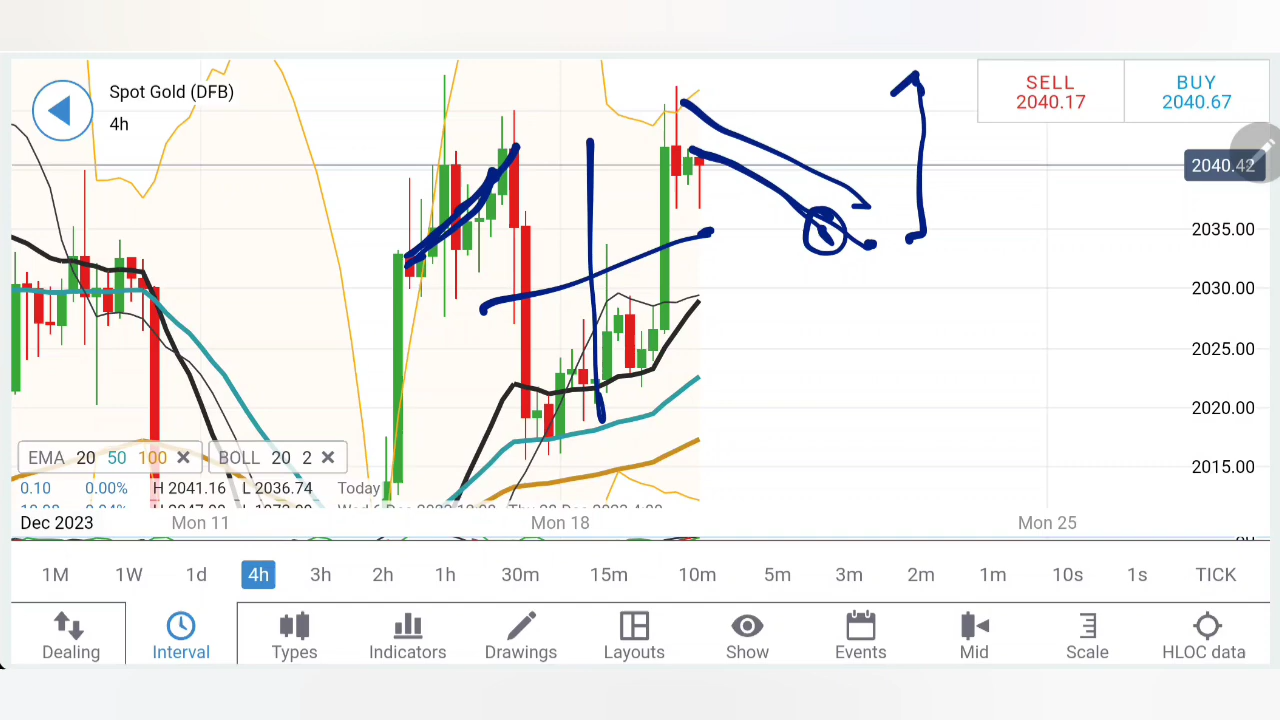 Spot Gold (DFB)
4h
SELL
2040.17
BUY
2040.67
2040.42
2035.00
2030.00
2025.00
2020.00
2015.00
EMA 20 50 100 × BOLL 20 2 ×
0.10 0.00% H 2041.16 L 2036.74 Today
Dec 2023 Mon 11 Mon 18 Mon 25
1M 1W 1d 4h 3h 2h 1h 30m 15m 10m 5m 3m 2m 1m 10s 1s TICK
Dealing Interval Types Indicators Drawings Layouts Show Events Mid Scale HLOC data